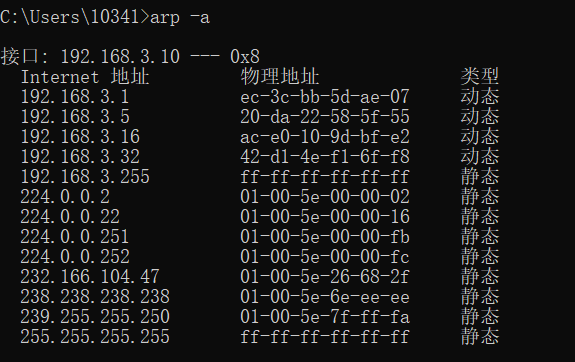 C:\Users\10341>arp -a
接口: 192.168.3.10 --- 0x8
Internet 地址 物理地址 类型
192.168.3.1 ec-3c-bb-5d-ae-07 动态
192.168.3.5 20-da-22-58-5f-55 动态
192.168.3.16 ac-e0-10-9d-bf-e2 动态
192.168.3.32 42-d1-4e-f1-6f-f8 动态
192.168.3.255 ff-ff-ff-ff-ff-ff 静态
224.0.0.2 01-00-5e-00-00-02 静态
224.0.0.22 01-00-5e-00-00-16 静态
224.0.0.251 01-00-5e-00-00-fb 静态
224.0.0.252 01-00-5e-00-00-fc 静态
232.166.104.47 01-00-5e-26-68-2f 静态
238.238.238.238 01-00-5e-6e-ee-ee 静态
239.255.255.250 01-00-5e-7f-ff-fa 静态
255.255.255.255 ff-ff-ff-ff-ff-ff 静态